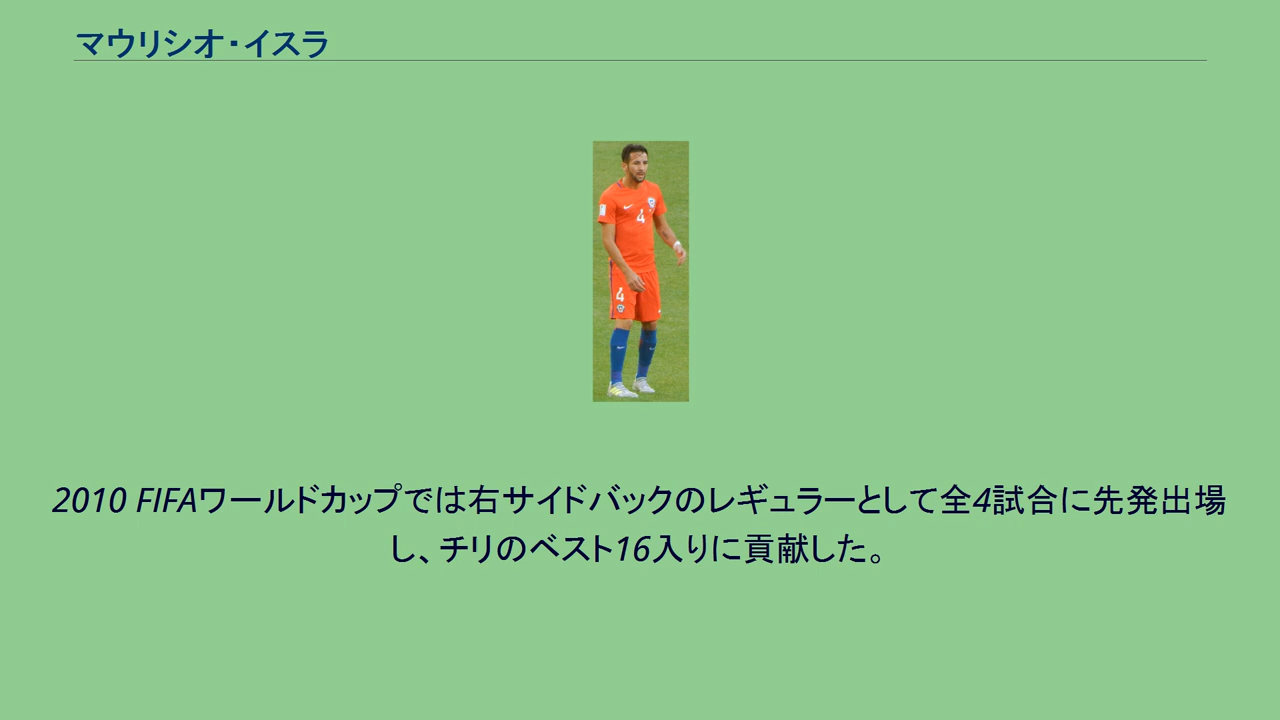 マウリシオ・イスラ
4
4
2010 FIFAワールドカップでは右サイドバックのレギュラーとして全4試合に先発出場
し、チリのベスト16入りに貢献した。